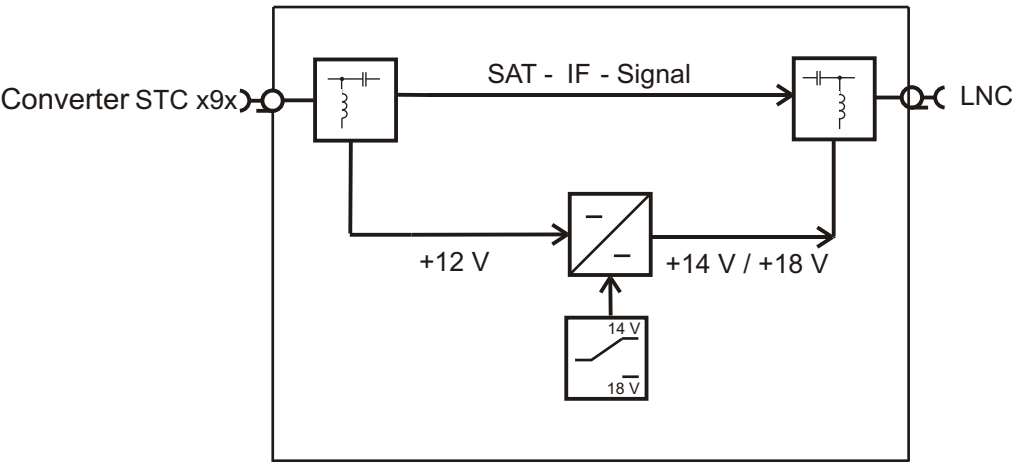 SAT - IF - Signal
Converter STC x9x
LNC
+12 V
+14 V / +18 V
14 V
18 V